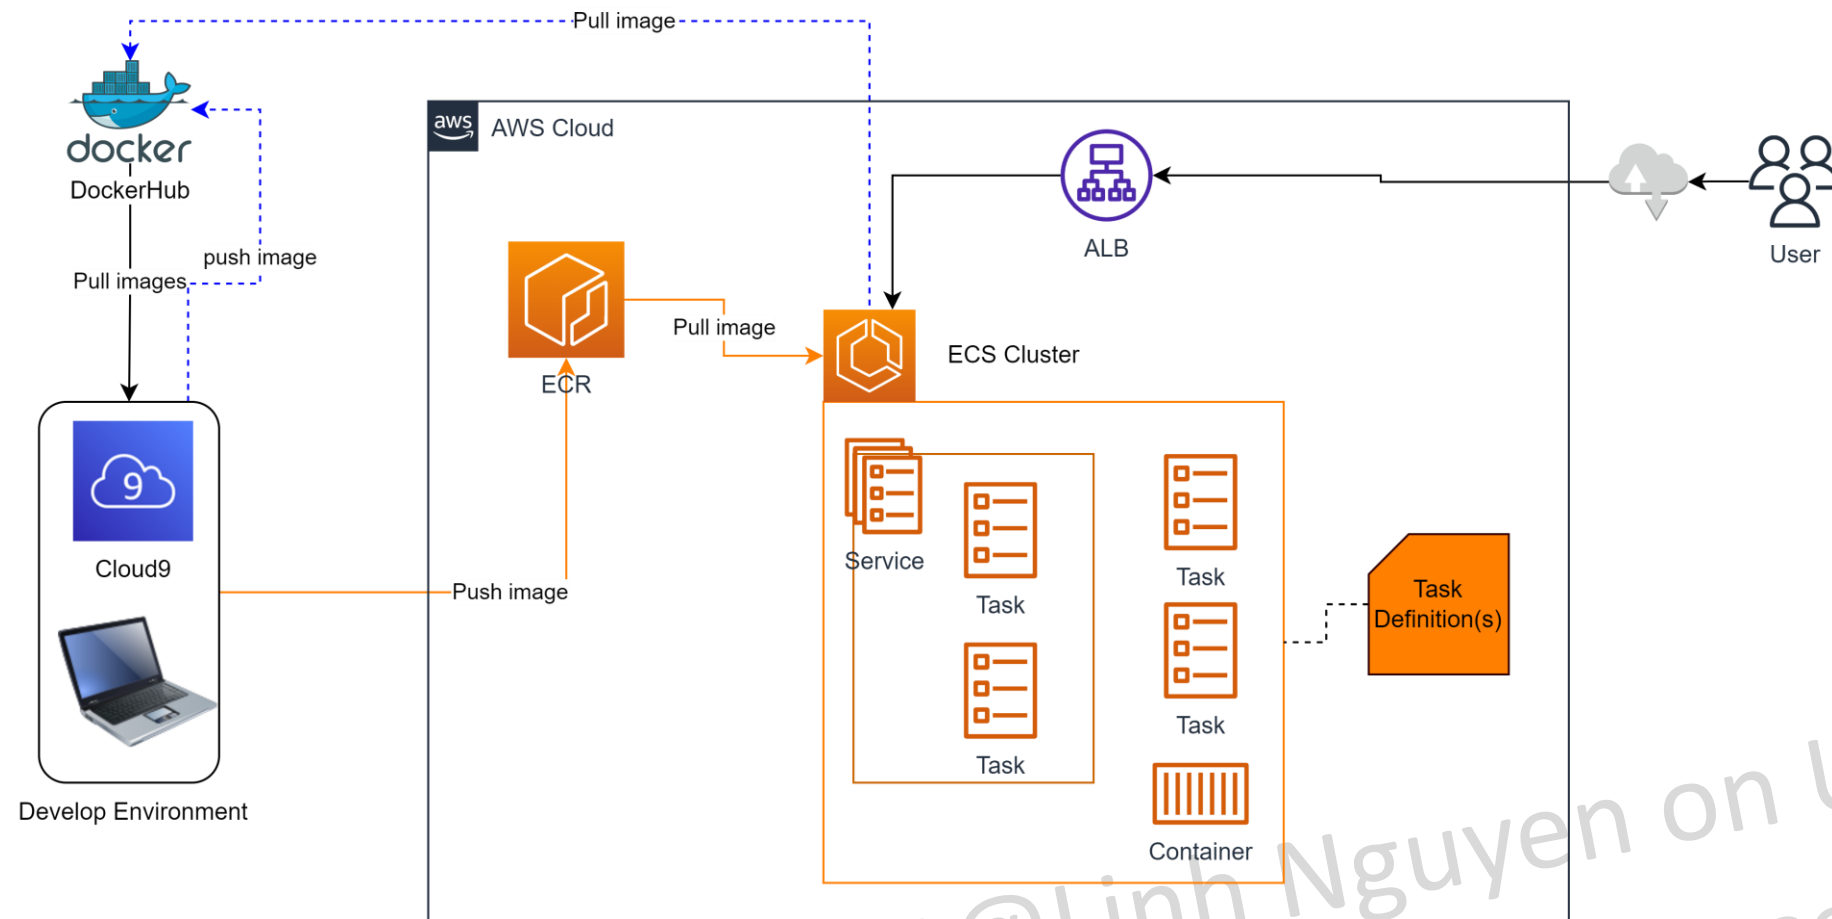 Pull image
docker
DockerHub
aws
AWS Cloud
push image
Pull images
ALB
User
ECR
Pull image
ECS Cluster
9
Cloud9
Push image
Service
Task
Task
Task
Task
Task
Definition(s)
Container
Develop Environment
@Linh Nguyen on